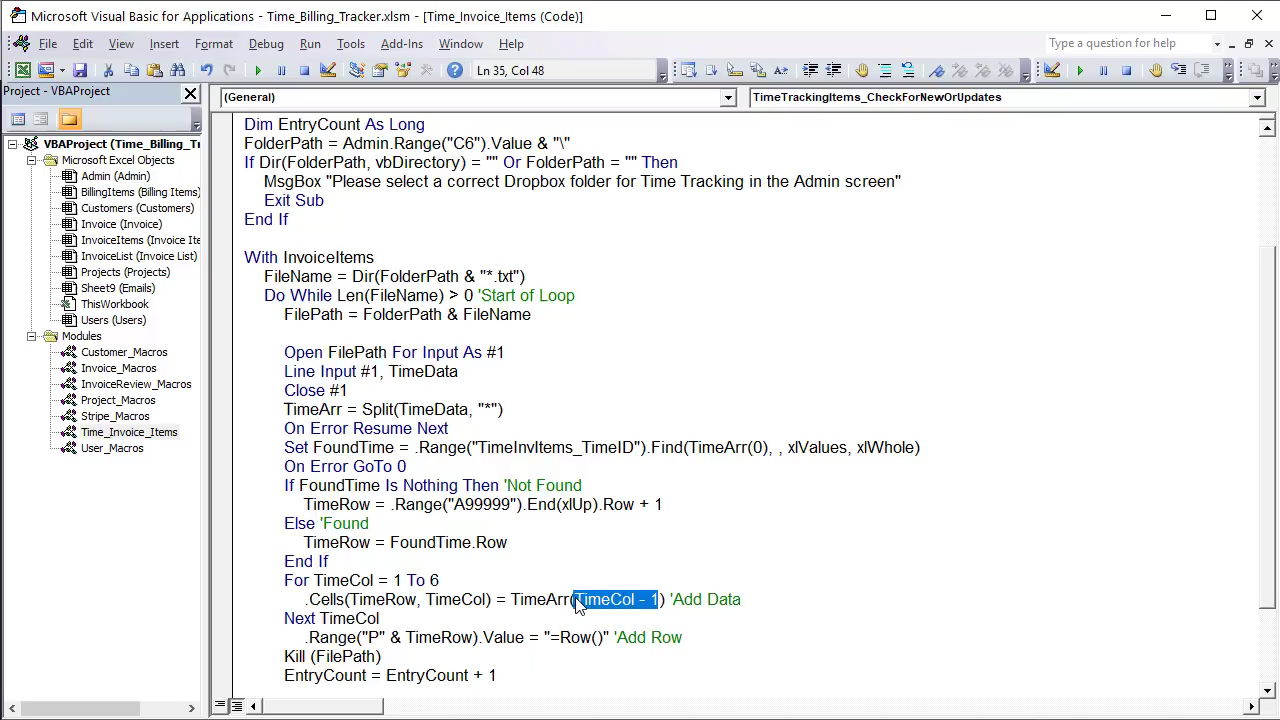 Microsoft Visual Basic for Applications - Time_Billing_Tracker.xlsm - [Time_Invoice_Items (Code)]
File Edit View Insert Format Debug Run Tools Add-Ins Window Help
Type a question for help
Ln 35, Col 48
Project - VBAProject
(General)
TimeTrackingItems_CheckForNewOrUpdates
VBAProject (Time_Billing_Tr
Microsoft Excel Objects
Admin (Admin)
BillingItems (Billing Items)
Customers (Customers)
Invoice (Invoice)
InvoiceItems (Invoice Ite
InvoiceList (Invoice List)
Projects (Projects)
Sheet9 (Emails)
ThisWorkbook
Users (Users)
Modules
Customer_Macros
Invoice_Macros
InvoiceReview_Macros
Project_Macros
Stripe_Macros
Time_Invoice_Items
User_Macros
Dim EntryCount As Long
FolderPath = Admin.Range("C6").Value & "\"
If Dir(FolderPath, vbDirectory) = "" Or FolderPath = "" Then
MsgBox "Please select a correct Dropbox folder for Time Tracking in the Admin screen"
Exit Sub
End If
With InvoiceItems
FileName = Dir(FolderPath & "*.txt")
Do While Len(FileName) > 0 'Start of Loop
FilePath = FolderPath & FileName
Open FilePath For Input As #1
Line Input #1, TimeData
Close #1
TimeArr = Split(TimeData, "*")
On Error Resume Next
Set FoundTime = .Range("TimeInvItems_TimeID").Find(TimeArr(0), , xlValues, xlWhole)
On Error GoTo 0
If FoundTime Is Nothing Then 'Not Found
TimeRow = .Range("A99999").End(xlUp).Row + 1
Else 'Found
TimeRow = FoundTime.Row
End If
For TimeCol = 1 To 6
.Cells(TimeRow, TimeCol) = TimeArr(TimeCol - 1) 'Add Data
Next TimeCol
.Range("P" & TimeRow).Value = "=Row()" 'Add Row
Kill (FilePath)
EntryCount = EntryCount + 1